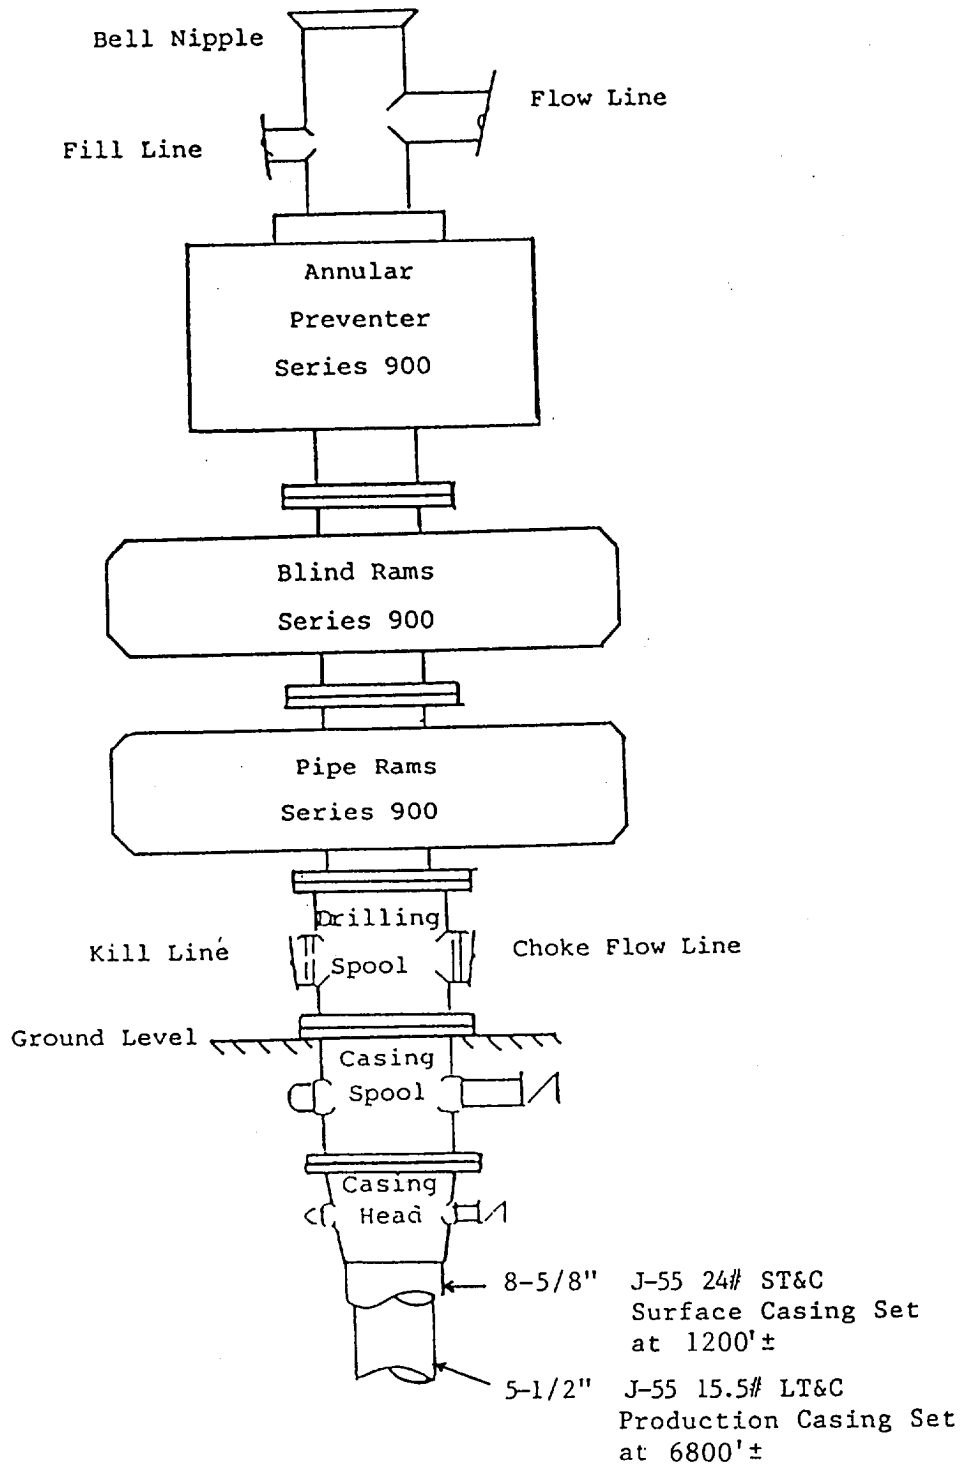 Bell Nipple
Flow Line
Fill Line
Annular
Preventer
Series 900
Blind Rams
Series 900
Pipe Rams
Series 900
Drilling
Spool
Kill Line
Choke Flow Line
Ground Level
Casing
Spool
Casing
Head
8-5/8" J-55 24# ST&C
Surface Casing Set
at 1200'±
5-1/2" J-55 15.5# LT&C
Production Casing Set
at 6800'±